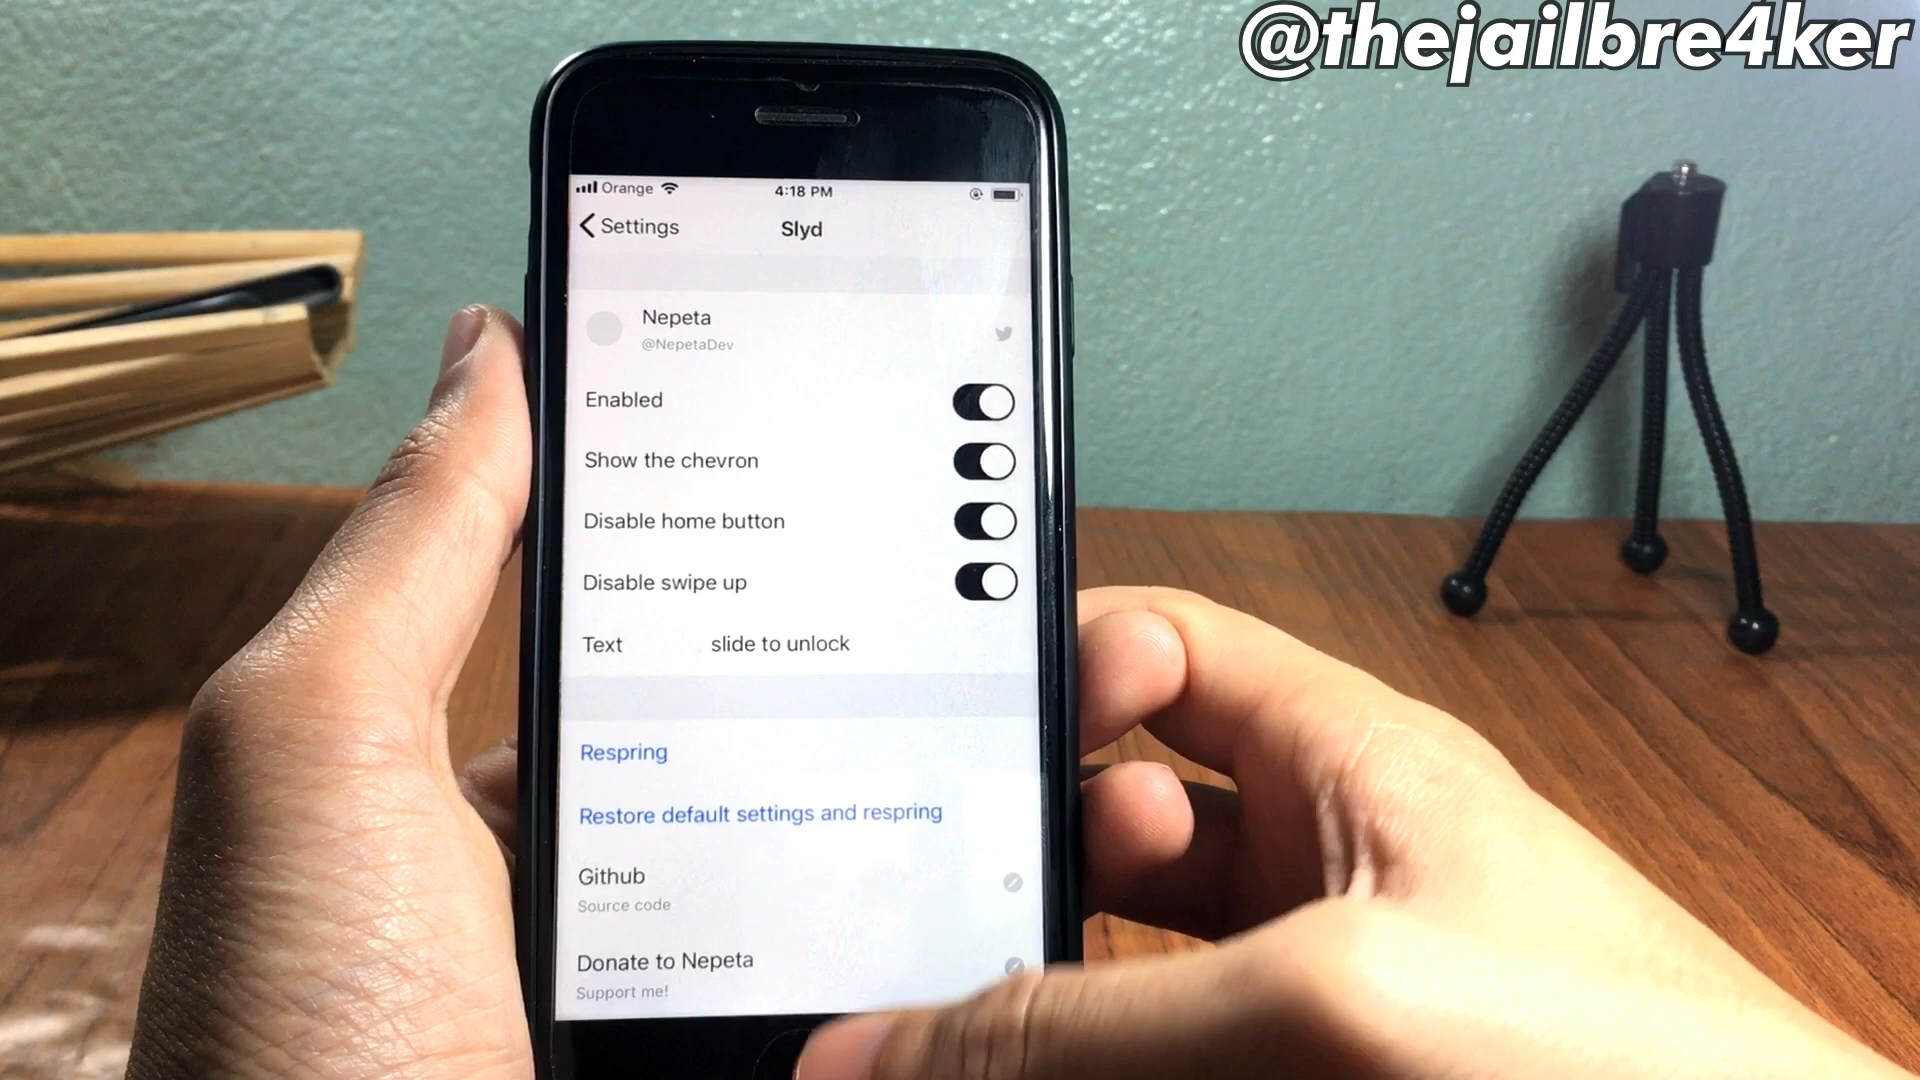 @thejailbre4ker
Orange
4:18 PM
Settings
Slyd
Nepeta
@NepetaDev
Enabled
Show the chevron
Disable home button
Disable swipe up
Text slide to unlock
Respring
Restore default settings and respring
Github
Source code
Donate to Nepeta
Support me!